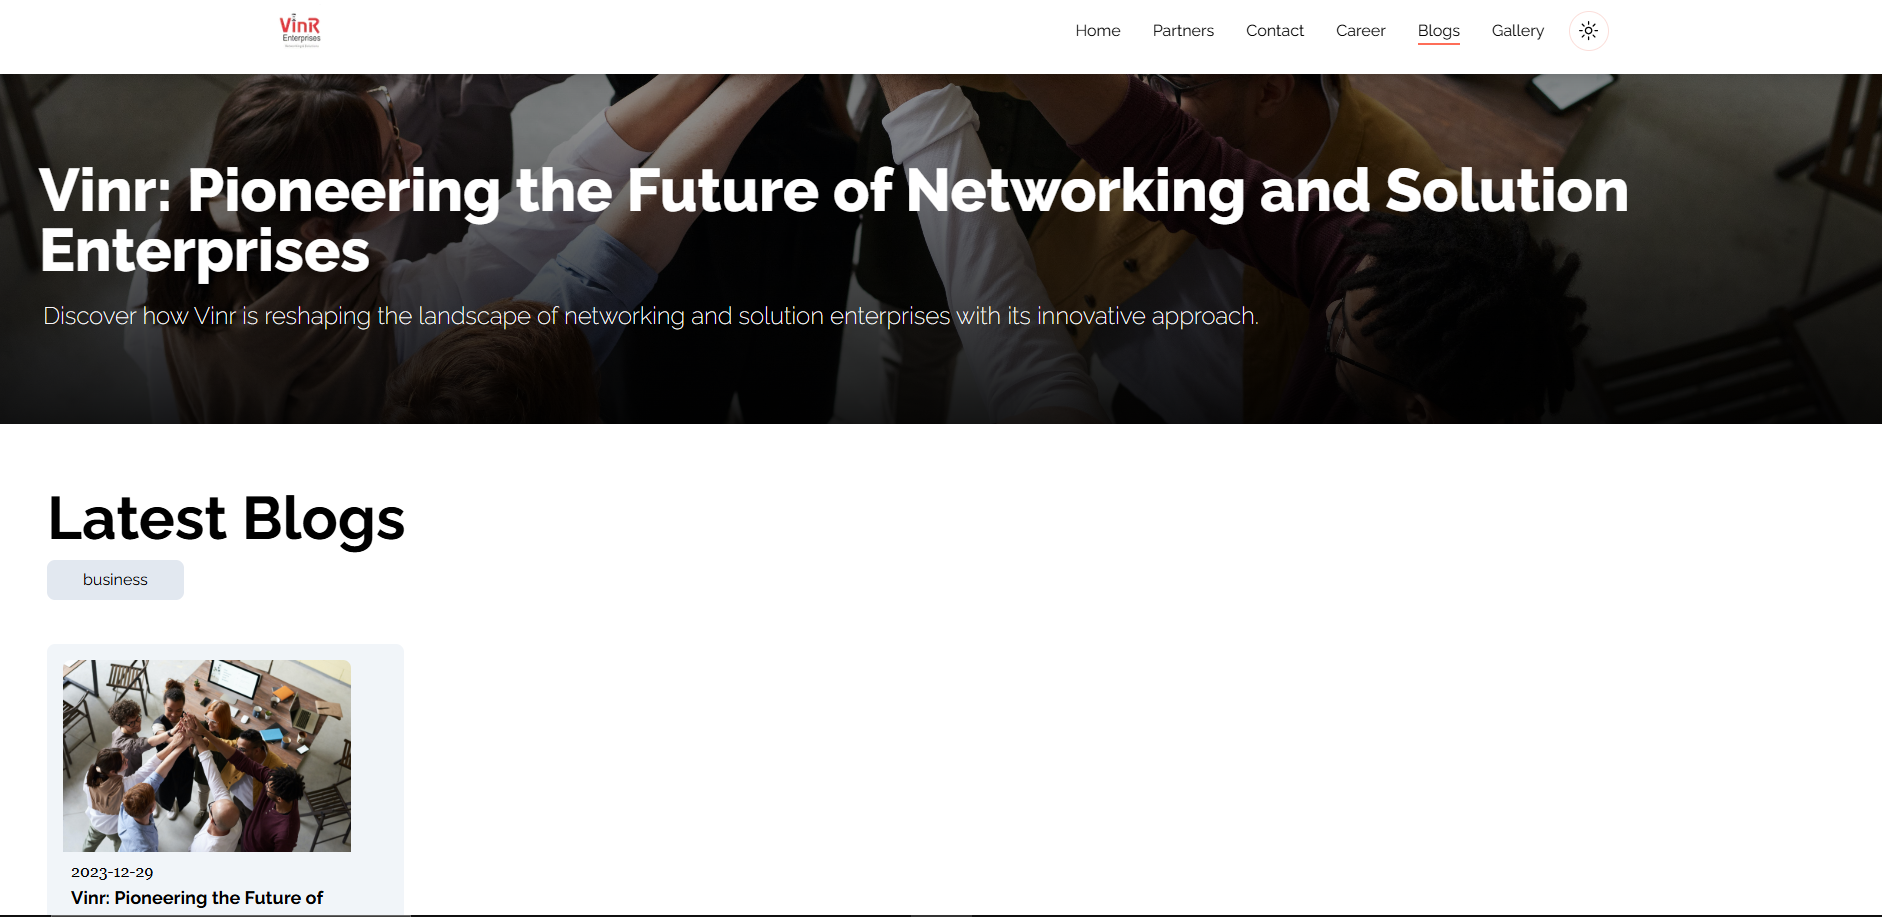 VinR
Enterprises
Home Partners Contact Career Blogs Gallery
Vinr: Pioneering the Future of Networking and Solution
Enterprises
Discover how Vinr is reshaping the landscape of networking and solution enterprises with its innovative approach.
Latest Blogs
business
2023-12-29
Vinr: Pioneering the Future of